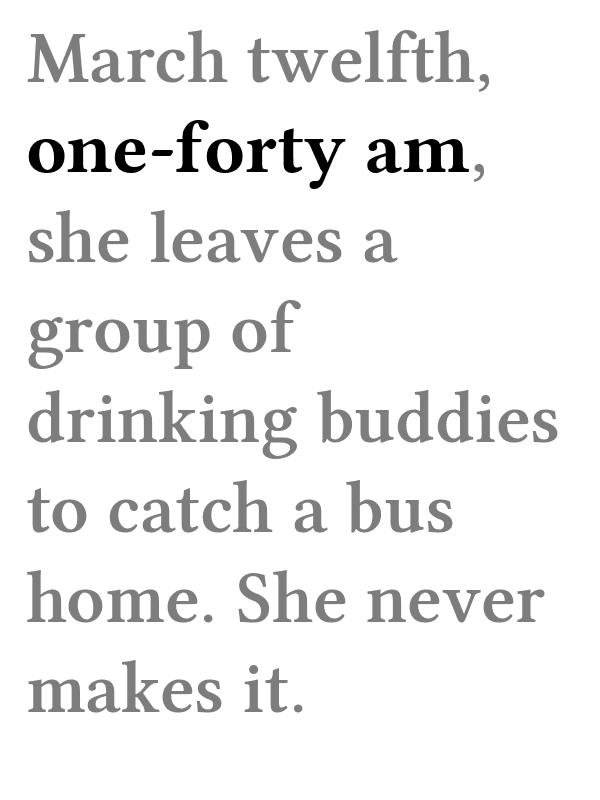 March twelfth,
one-forty am,
she leaves a
group of
drinking buddies
to catch a bus
home. She never
makes it.